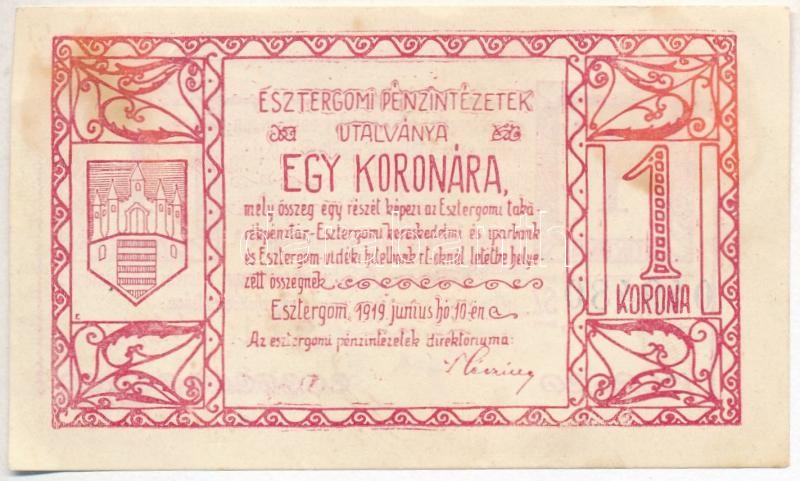 ESZTERGOMI PÉNZINTÉZETEK
UTALVÁNYA
EGY KORONÁRA,
mely összeg egy részét képezi az Esztergomi taka
rékpénztár-Esztergomi kereskedelmi és iparbank
és Esztergom-vidéki hitelbank rt.-oknál letétbe helye-
zett összegnek
Esztergom, 1919. junius hó 10.-én
Az esztergomi pénzintézetek direktoriuma:
1
KORONA